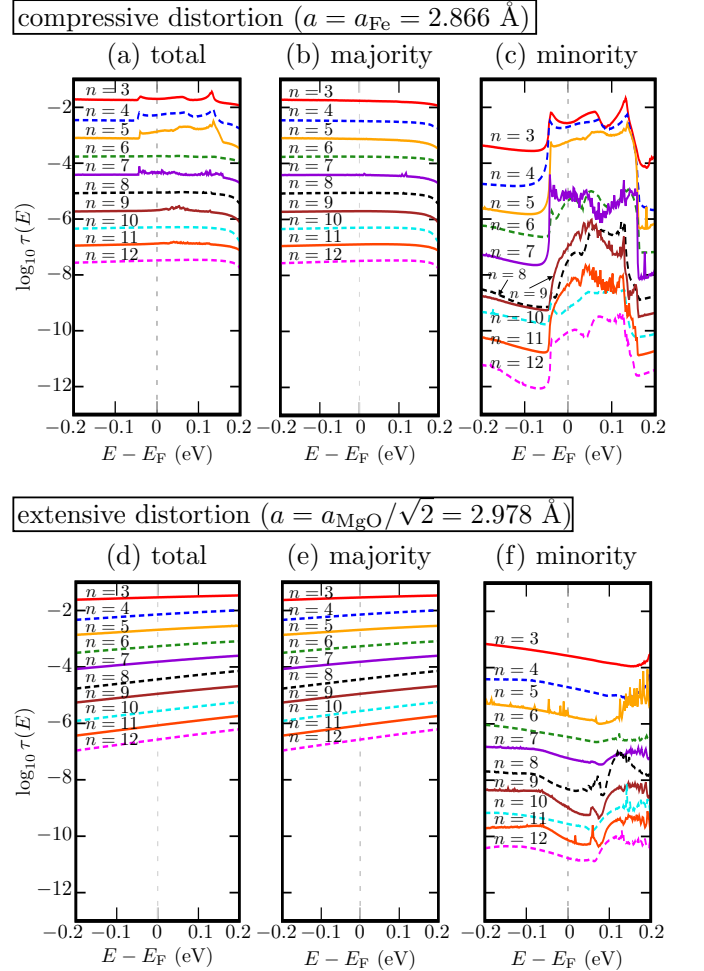 compressive distortion (a = a_Fe = 2.866 Å)
(a) total (b) majority (c) minority
log₁₀ τ(E)
−2
−4
−6
−8
−10
−12
n = 3
n = 4
n = 5
n = 6
n = 7
n = 8
n = 9
n = 10
n = 11
n = 12
n = 3
n = 4
n = 5
n = 6
n = 7
n = 8
n = 9
n = 10
n = 11
n = 12
n = 3
n = 4
n = 5
n = 6
n = 7
n = 8
n = 9
n = 10
n = 11
n = 12
−0.2 −0.1 0 0.1 0.2 −0.2 −0.1 0 0.1 0.2 −0.2 −0.1 0 0.1 0.2
E − E_F (eV) E − E_F (eV) E − E_F (eV)
extensive distortion (a = a_MgO/√2 = 2.978 Å)
(d) total (e) majority (f) minority
log₁₀ τ(E)
−2
−4
−6
−8
−10
−12
n = 3
n = 4
n = 5
n = 6
n = 7
n = 8
n = 9
n = 10
n = 11
n = 12
n = 3
n = 4
n = 5
n = 6
n = 7
n = 8
n = 9
n = 10
n = 11
n = 12
n = 3
n = 4
n = 5
n = 6
n = 7
n = 8
n = 9
n = 10
n = 11
n = 12
−0.2 −0.1 0 0.1 0.2 −0.2 −0.1 0 0.1 0.2 −0.2 −0.1 0 0.1 0.2
E − E_F (eV) E − E_F (eV) E − E_F (eV)